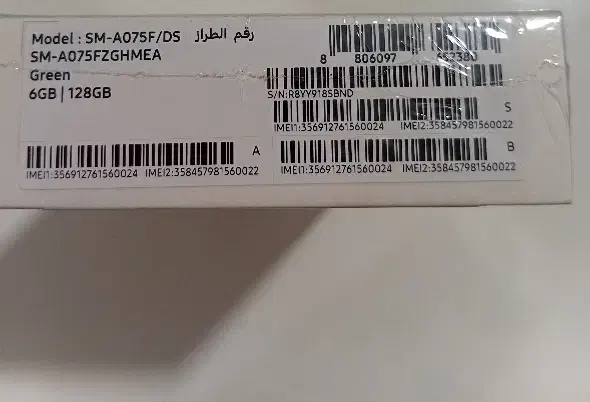 Model : SM-A075F/DS رقم الطراز
SM-A075FZGHMEA
Green
6GB | 128GB
8 806097
S/N:R8YY918SBND
S
IMEI1:356912761560024 IMEI2:358457981560022
A
IMEI1:356912761560024 IMEI2:358457981560022
B
IMEI1:356912761560024 IMEI2:358457981560022